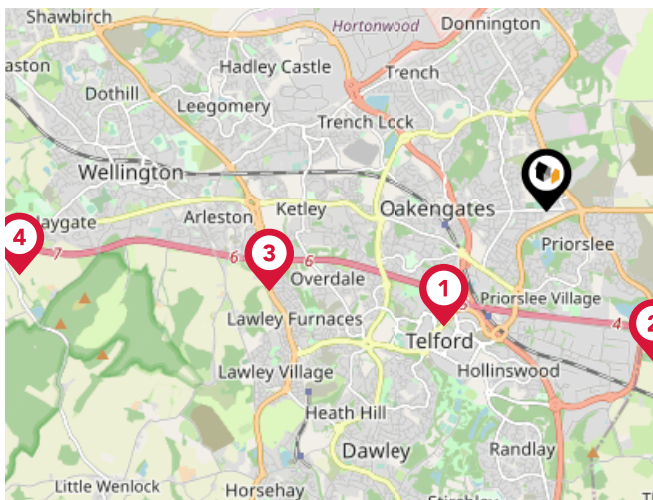 Shawbirch
Hortonwood
Donnington
aston
Hadley Castle
Trench
Dothill
Leegomery
Trench Lock
Wellington
Haygate
Arleston
Ketley
Oakengates
4
7
6
3
6
Overdale
Priorslee
1
Priorslee Village
4
2
Lawley Furnaces
Telford
Lawley Village
Hollinswood
Heath Hill
Dawley
Randlay
Little Wenlock
Horsehay